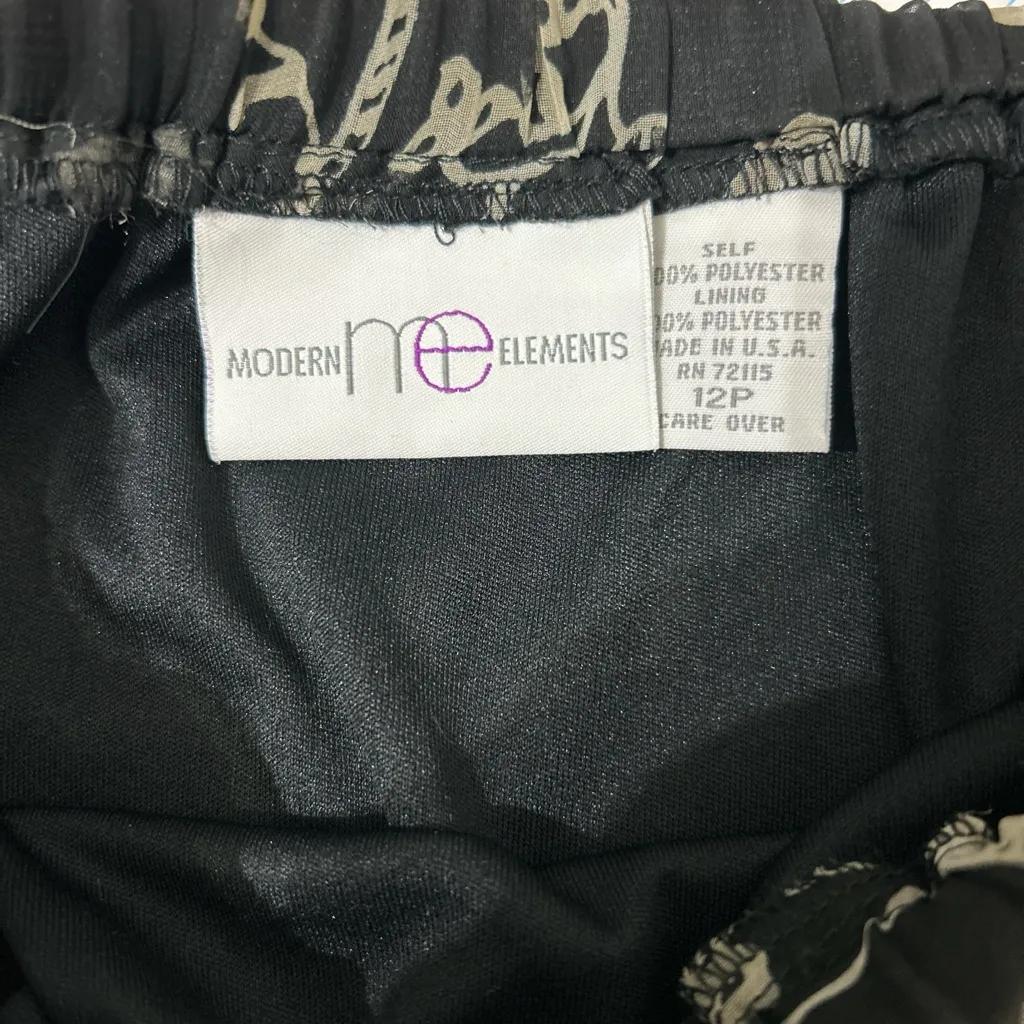 MODERN me ELEMENTS
SELF
00% POLYESTER
LINING
00% POLYESTER
ADE IN U.S.A.
RN 72115
12P
CARE OVER